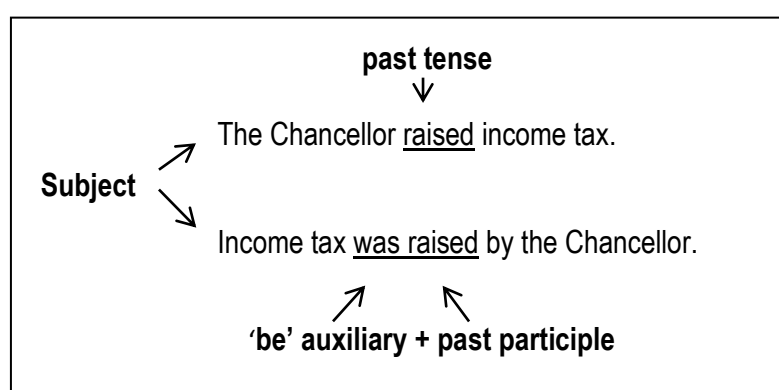 past tense
The Chancellor raised income tax.
Subject
Income tax was raised by the Chancellor.
‘be’ auxiliary + past participle